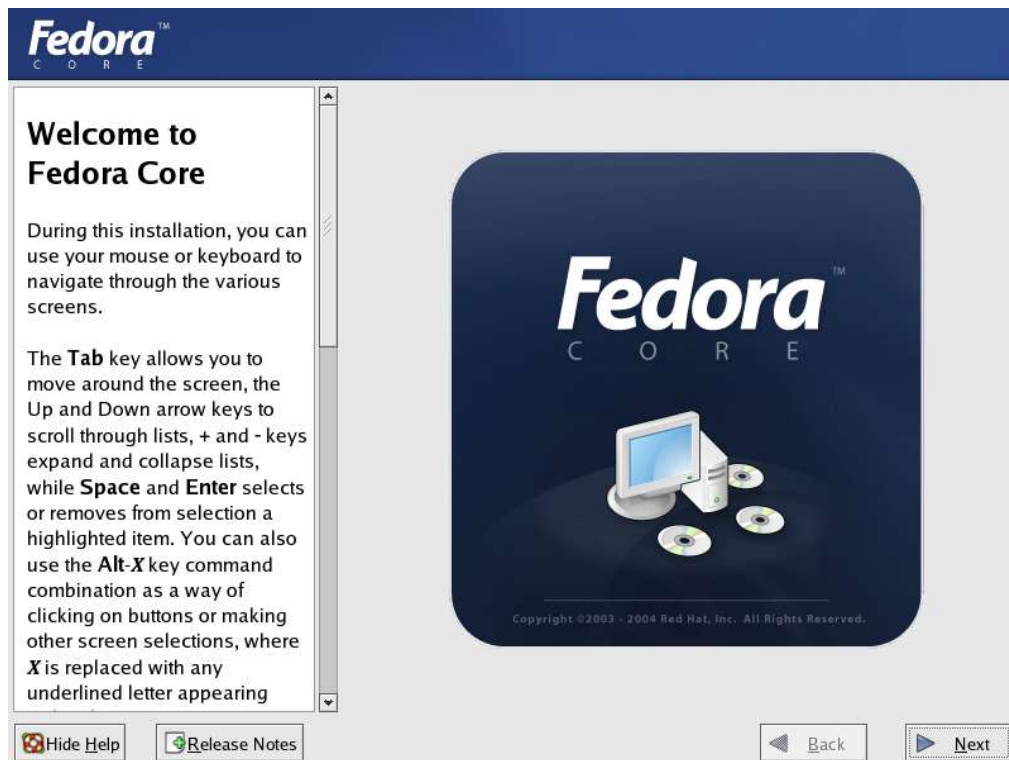 Fedora™
CORE
Welcome to
Fedora Core
During this installation, you can
use your mouse or keyboard to
navigate through the various
screens.
The Tab key allows you to
move around the screen, the
Up and Down arrow keys to
scroll through lists, + and - keys
expand and collapse lists,
while Space and Enter selects
or removes from selection a
highlighted item. You can also
use the Alt-X key command
combination as a way of
clicking on buttons or making
other screen selections, where
X is replaced with any
underlined letter appearing
Fedora™
CORE
Copyright ©2003 - 2004 Red Hat, Inc. All Rights Reserved.
Hide Help
Release Notes
Back
Next